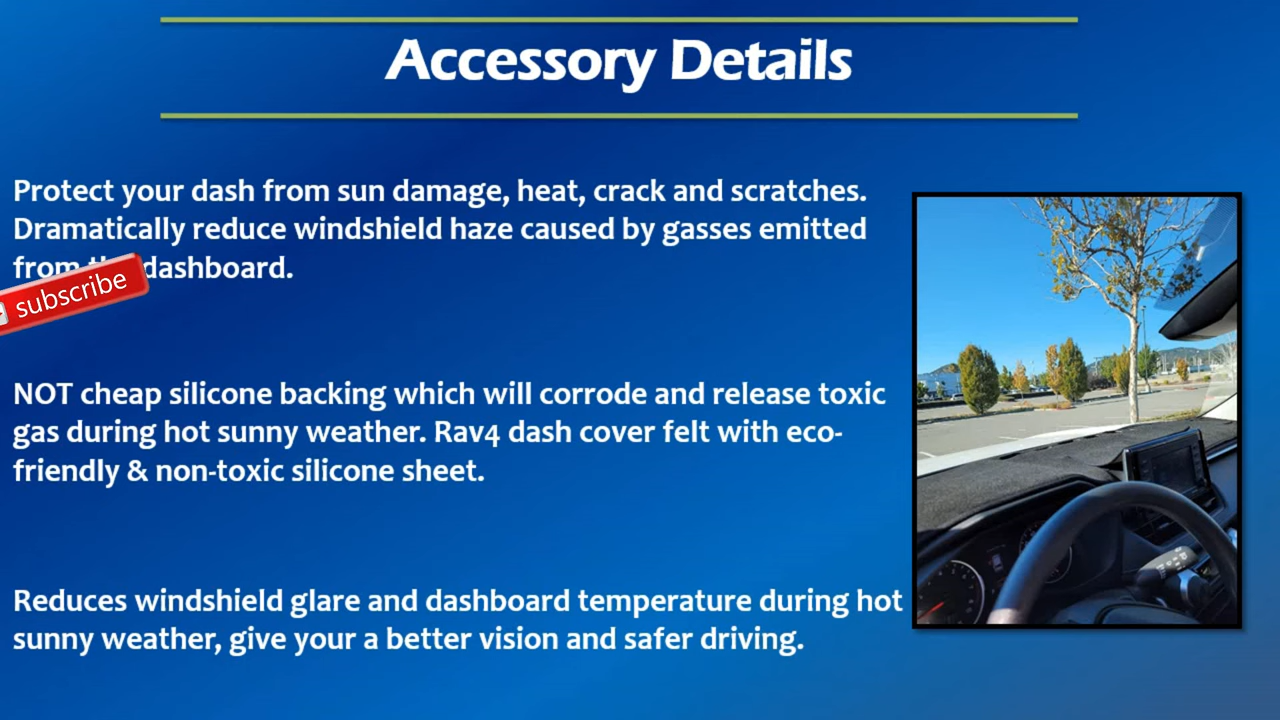 Accessory Details
Protect your dash from sun damage, heat, crack and scratches.
Dramatically reduce windshield haze caused by gasses emitted
from dashboard.
subscribe
NOT cheap silicone backing which will corrode and release toxic
gas during hot sunny weather. Rav4 dash cover felt with eco-
friendly & non-toxic silicone sheet.
Reduces windshield glare and dashboard temperature during hot
sunny weather, give your a better vision and safer driving.